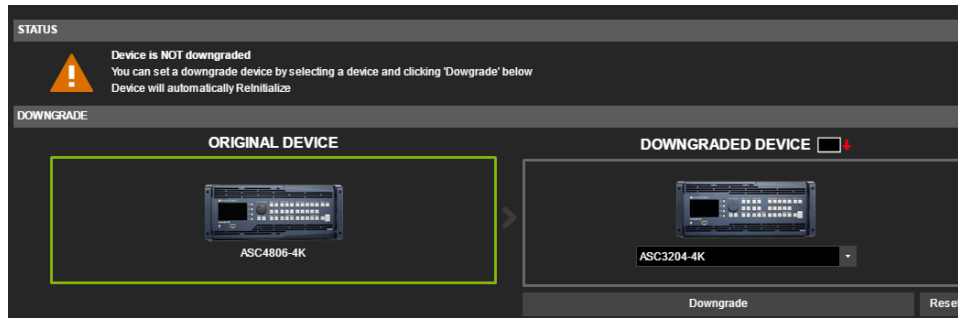 STATUS
Device is NOT downgraded
You can set a downgrade device by selecting a device and clicking 'Dowgrade' below
Device will automatically ReInitialize
DOWNGRADE
ORIGINAL DEVICE
DOWNGRADED DEVICE
ASC4806-4K
ASC3204-4K
Downgrade
Reset